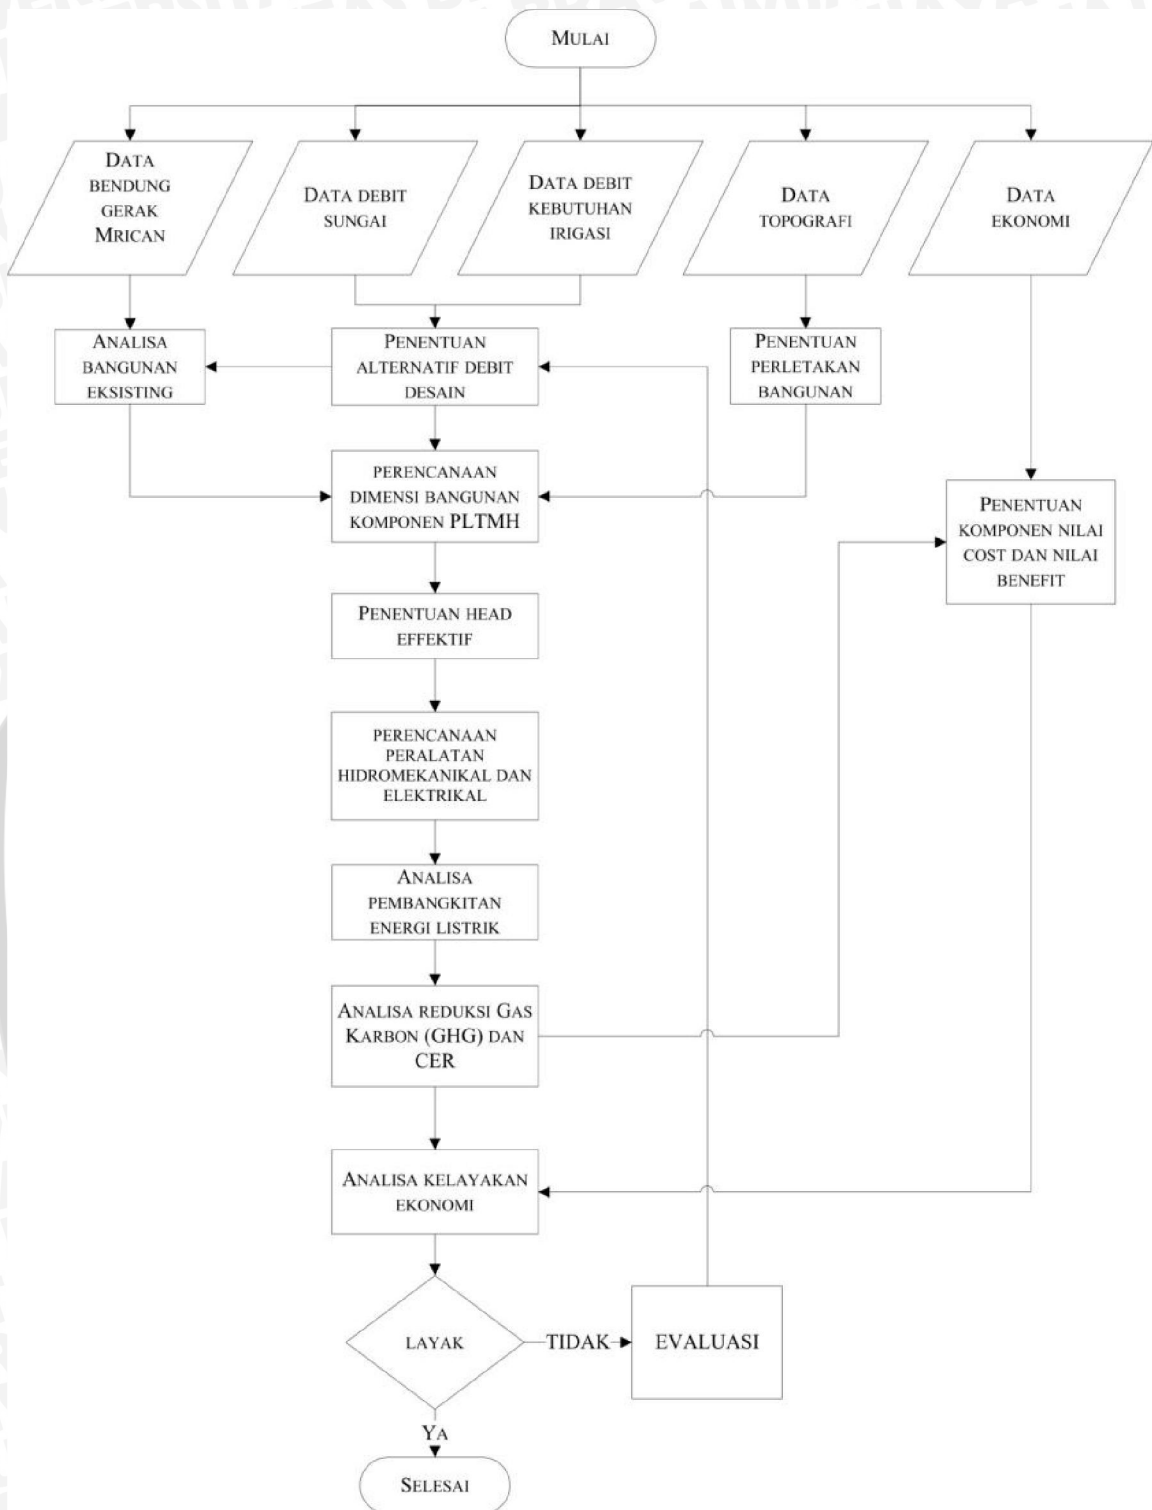 MULAI
DATA
BENDUNG
GERAK
MRICAN
DATA DEBIT
SUNGAI
DATA DEBIT
KEBUTUHAN
IRIGASI
DATA
TOPOGRAFI
DATA
EKONOMI
ANALISA
BANGUNAN
EKSISTING
PENENTUAN
ALTERNATIF DEBIT
DESAIN
PENENTUAN
PERLETAKAN
BANGUNAN
PERENCANAAN
DIMENSI BANGUNAN
KOMPONEN PLTMH
PENENTUAN
KOMPONEN NILAI
COST DAN NILAI
BENEFIT
PENENTUAN HEAD
EFFEKTIF
PERENCANAAN
PERALATAN
HIDROMEKANIKAL DAN
ELEKTRIKAL
ANALISA
PEMBANGKITAN
ENERGI LISTRIK
ANALISA REDUKSI GAS
KARBON (GHG) DAN
CER
ANALISA KELAYAKAN
EKONOMI
LAYAK
TIDAK
EVALUASI
YA
SELESAI